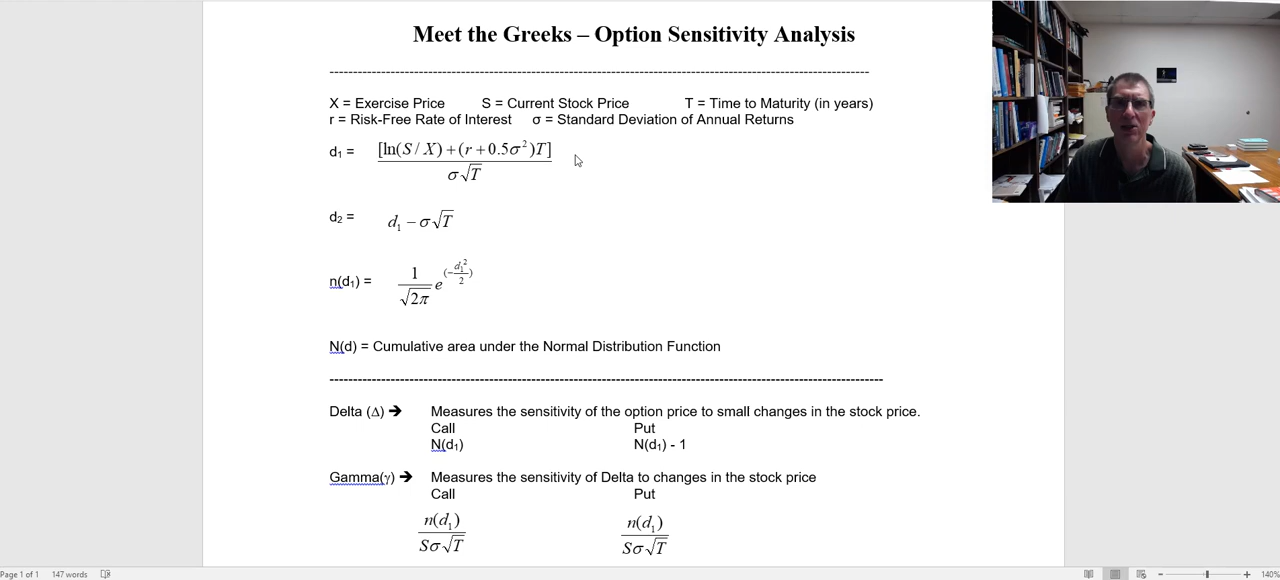 Meet the Greeks – Option Sensitivity Analysis
X = Exercise Price S = Current Stock Price T = Time to Maturity (in years)
r = Risk-Free Rate of Interest σ = Standard Deviation of Annual Returns
d₁ = [ln(S / X) + (r + 0.5σ²)T]
σ√T
d₂ = d₁ − σ√T
n(d₁) = 1
√2π e^(−d₁²/2)
N(d) = Cumulative area under the Normal Distribution Function
Delta (Δ) ➔ Measures the sensitivity of the option price to small changes in the stock price.
Call Put
N(d₁) N(d₁) - 1
Gamma(γ) ➔ Measures the sensitivity of Delta to changes in the stock price
Call Put
n(d₁) n(d₁)
Sσ√T Sσ√T
Page 1 of 1 147 words 140%